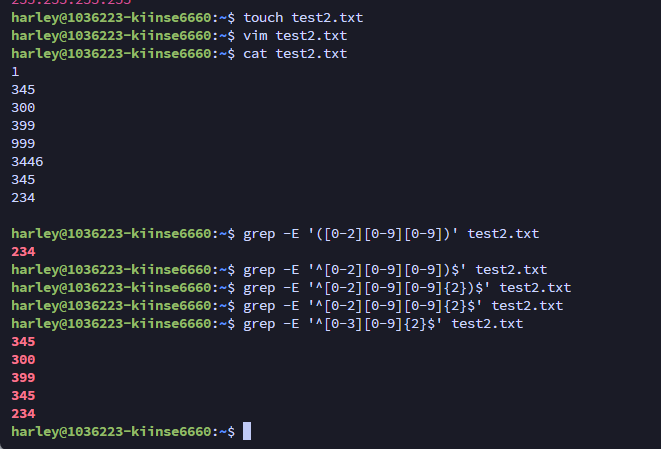 255.255.255.255
harley@1036223-kiinse6660:~$ touch test2.txt
harley@1036223-kiinse6660:~$ vim test2.txt
harley@1036223-kiinse6660:~$ cat test2.txt
1
345
300
399
999
3446
345
234
harley@1036223-kiinse6660:~$ grep -E '([0-2][0-9][0-9])' test2.txt
234
harley@1036223-kiinse6660:~$ grep -E '^[0-2][0-9][0-9])$' test2.txt
harley@1036223-kiinse6660:~$ grep -E '^[0-2][0-9][0-9]{2})$' test2.txt
harley@1036223-kiinse6660:~$ grep -E '^[0-2][0-9][0-9]{2}$' test2.txt
harley@1036223-kiinse6660:~$ grep -E '^[0-3][0-9]{2}$' test2.txt
345
300
399
345
234
harley@1036223-kiinse6660:~$